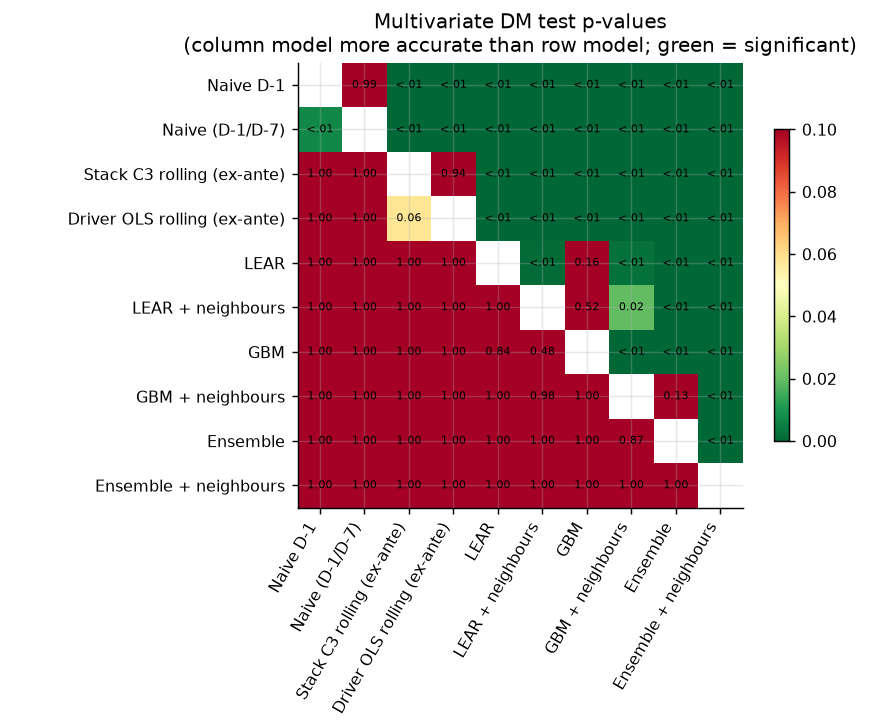 Multivariate DM test p-values
(column model more accurate than row model; green = significant)
Naive D-1 0.99 <.01 <.01 <.01 <.01 <.01 <.01 <.01 <.01
Naive (D-1/D-7) <.01 <.01 <.01 <.01 <.01 <.01 <.01 <.01 <.01
Stack C3 rolling (ex-ante) 1.00 1.00 0.94 <.01 <.01 <.01 <.01 <.01 <.01
Driver OLS rolling (ex-ante) 1.00 1.00 0.06 <.01 <.01 <.01 <.01 <.01 <.01
LEAR 1.00 1.00 1.00 1.00 <.01 0.16 <.01 <.01 <.01
LEAR + neighbours 1.00 1.00 1.00 1.00 1.00 0.52 0.02 <.01 <.01
GBM 1.00 1.00 1.00 1.00 0.84 0.48 <.01 <.01 <.01
GBM + neighbours 1.00 1.00 1.00 1.00 1.00 0.98 1.00 0.13 <.01
Ensemble 1.00 1.00 1.00 1.00 1.00 1.00 1.00 0.87 <.01
Ensemble + neighbours 1.00 1.00 1.00 1.00 1.00 1.00 1.00 1.00 1.00
Naive D-1
Naive (D-1/D-7)
Stack C3 rolling (ex-ante)
Driver OLS rolling (ex-ante)
LEAR
LEAR + neighbours
GBM
GBM + neighbours
Ensemble
Ensemble + neighbours
0.10
0.08
0.06
0.04
0.02
0.00